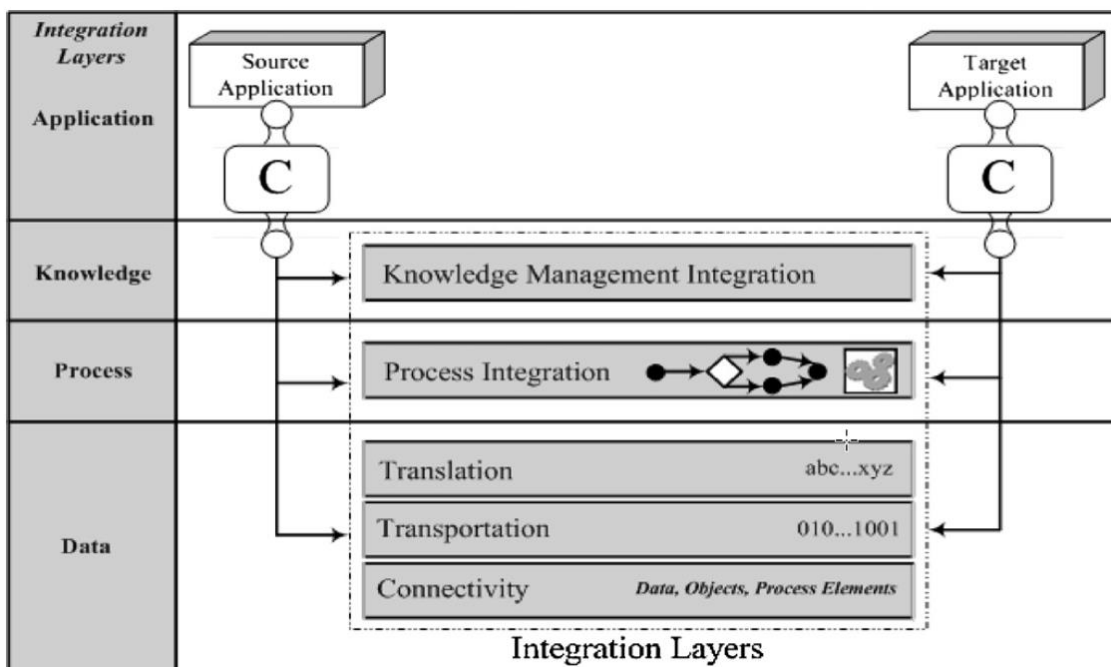 Integration
Layers
Application
Source
Application
Target
Application
C
C
Knowledge
Knowledge Management Integration
Process
Process Integration
Data
Translation abc...xyz
Transportation 010...1001
Connectivity Data, Objects, Process Elements
Integration Layers